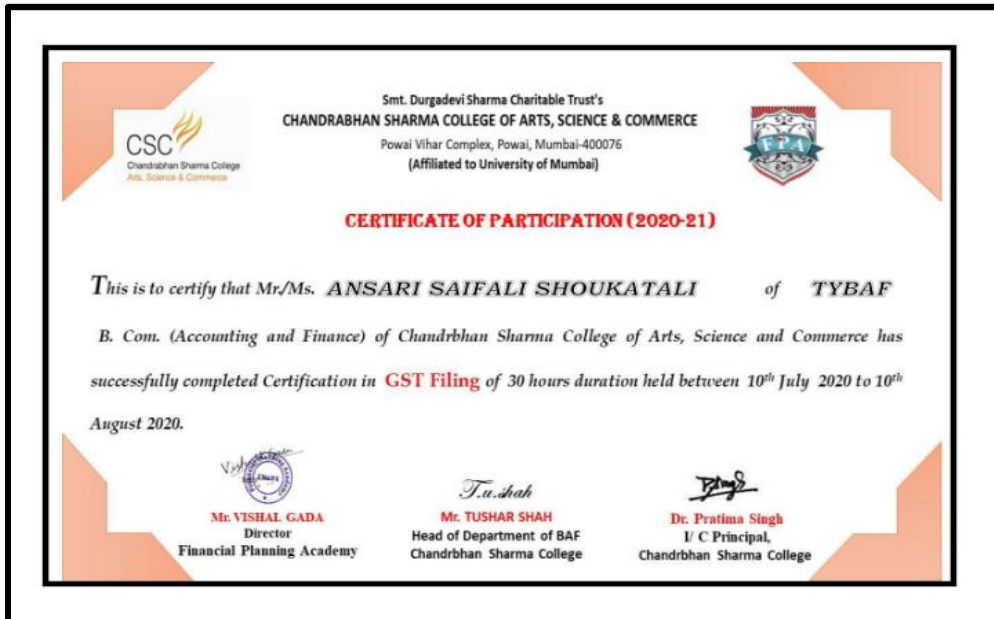 Smt. Durgadevi Sharma Charitable Trust's
CHANDRABHAN SHARMA COLLEGE OF ARTS, SCIENCE & COMMERCE
Powai Vihar Complex, Powai, Mumbai-400076
(Affiliated to University of Mumbai)
CSC
Chandrabhan Sharma College
Arts, Science & Commerce
FPA
CERTIFICATE OF PARTICIPATION (2020-21)
This is to certify that Mr./Ms. ANSARI SAIFALI SHOUKATALI of TYBAF
B. Com. (Accounting and Finance) of Chandrbhan Sharma College of Arts, Science and Commerce has
successfully completed Certification in GST Filing of 30 hours duration held between 10th July 2020 to 10th
August 2020.
T.u.shah
Mr. VISHAL GADA
Director
Financial Planning Academy
Mr. TUSHAR SHAH
Head of Department of BAF
Chandrbhan Sharma College
Dr. Pratima Singh
I/ C Principal,
Chandrbhan Sharma College